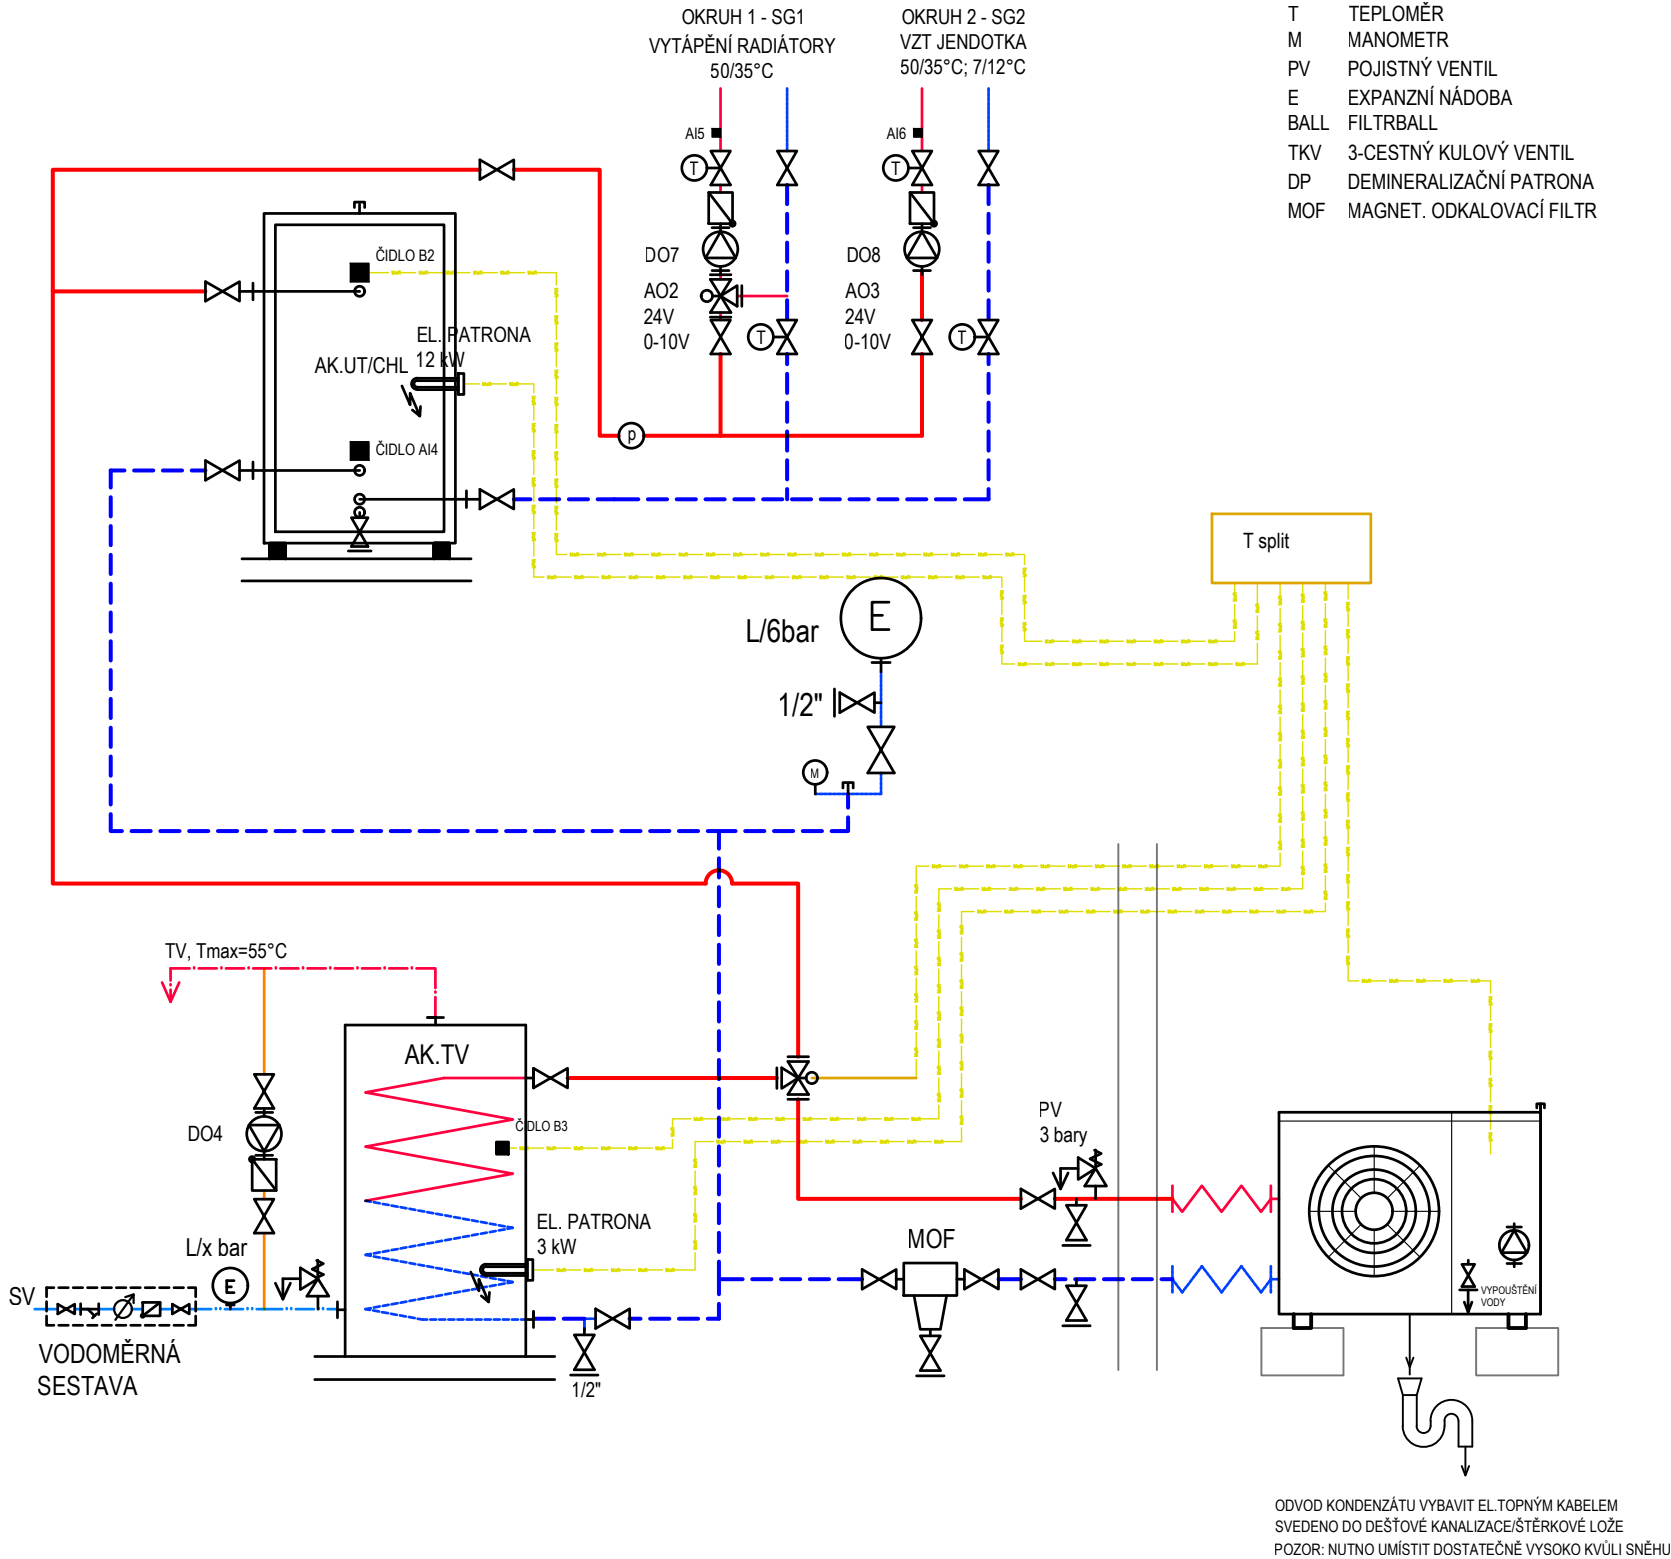 OKRUH 1 - SG1
VYTÁPĚNÍ RADIÁTORY
50/35°C
OKRUH 2 - SG2
VZT JENDOTKA
50/35°C; 7/12°C
T TEPLOMĚR
M MANOMETR
PV POJISTNÝ VENTIL
E EXPANZNÍ NÁDOBA
BALL FILTRBALL
TKV 3-CESTNÝ KULOVÝ VENTIL
DP DEMINERALIZAČNÍ PATRONA
MOF MAGNET. ODKALOVACÍ FILTR
AI5
AI6
T
T
DO7
DO8
AO2
24V
0-10V
AO3
24V
0-10V
T
T
ČIDLO B2
EL. PATRONA
12 kW
AK.UT/CHL
ČIDLO AI4
p
T split
E
L/6bar
1/2"
M
TV, Tmax=55°C
AK.TV
DO4
ČIDLO B3
EL. PATRONA
3 kW
L/x bar
E
SV
VODOMĚRNÁ
SESTAVA
1/2"
PV
3 bary
MOF
VYPOUŠTĚNÍ
VODY
ODVOD KONDENZÁTU VYBAVIT EL.TOPNÝM KABELEM
SVEDENO DO DEŠŤOVÉ KANALIZACE/ŠTĚRKOVÉ LOŽE
POZOR: NUTNO UMÍSTIT DOSTATEČNĚ VYSOKO KVŮLI SNĚHU